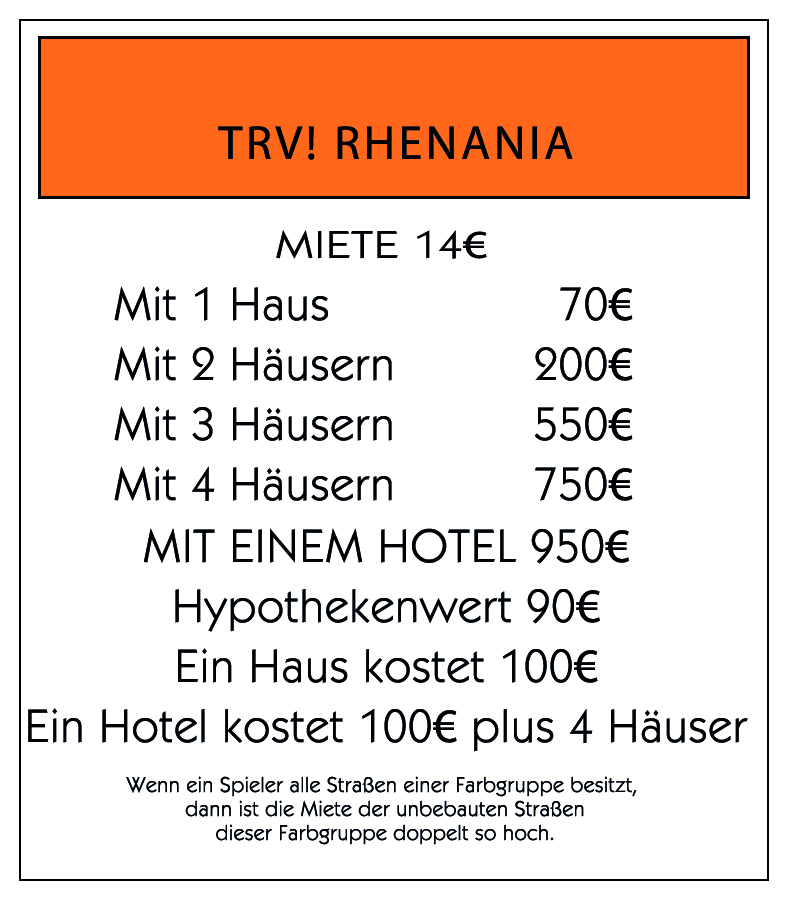 TRV! RHENANIA
MIETE 14€
Mit 1 Haus 70€
Mit 2 Häusern 200€
Mit 3 Häusern 550€
Mit 4 Häusern 750€
MIT EINEM HOTEL 950€
Hypothekenwert 90€
Ein Haus kostet 100€
Ein Hotel kostet 100€ plus 4 Häuser
Wenn ein Spieler alle Straßen einer Farbgruppe besitzt,
dann ist die Miete der unbebauten Straßen
dieser Farbgruppe doppelt so hoch.